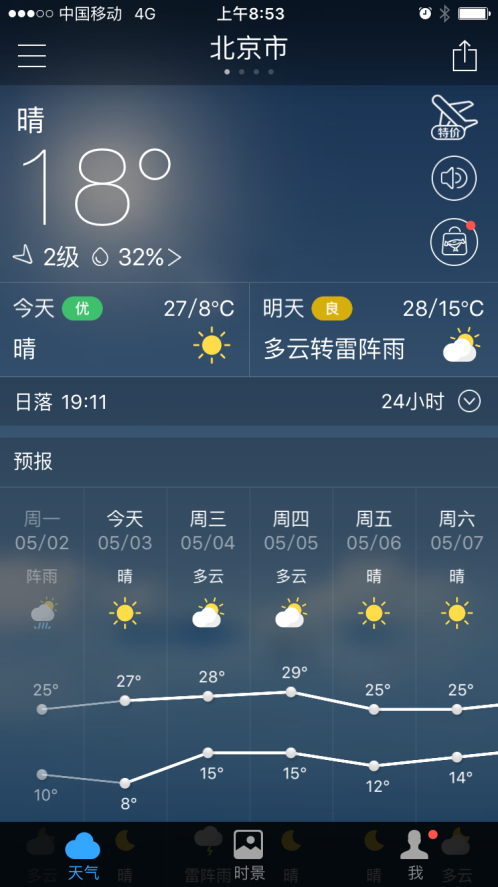 中国移动 4G 上午8:53
北京市
晴
特价
18°
2级 32%
今天 优 27/8°C
晴
明天 良 28/15°C
多云转雷阵雨
日落 19:11 24小时
预报
周一 今天 周三 周四 周五 周六
05/02 05/03 05/04 05/05 05/06 05/07
阵雨 晴 多云 多云 晴 晴
25° 27° 28° 29° 25° 25°
10° 8° 15° 15° 12° 14°
多云 晴 雷阵雨 晴 晴 多云
天气 时景 我